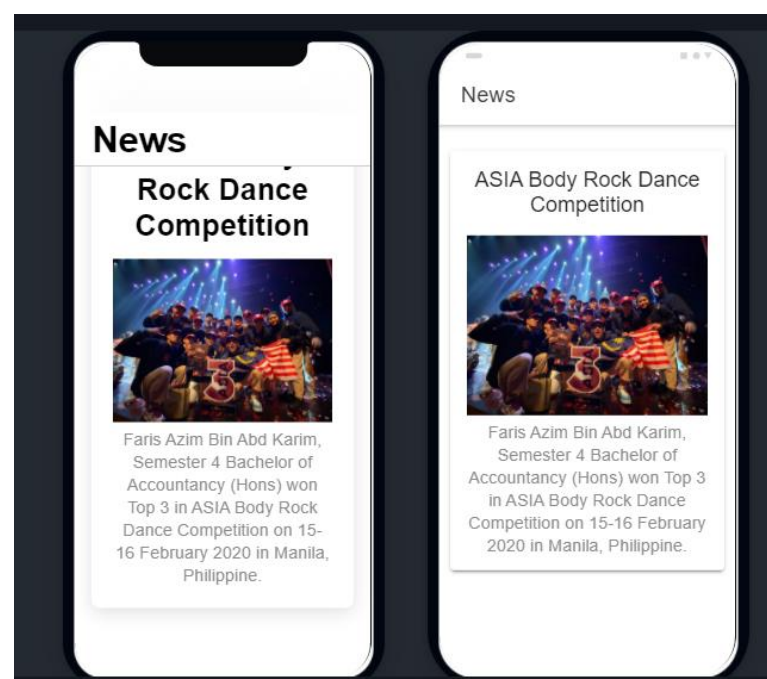 News
Rock Dance
Competition
3
Faris Azim Bin Abd Karim,
Semester 4 Bachelor of
Accountancy (Hons) won
Top 3 in ASIA Body Rock
Dance Competition on 15-
16 February 2020 in Manila,
Philippine.
News
ASIA Body Rock Dance
Competition
3
Faris Azim Bin Abd Karim,
Semester 4 Bachelor of
Accountancy (Hons) won Top 3
in ASIA Body Rock Dance
Competition on 15-16 February
2020 in Manila, Philippine.